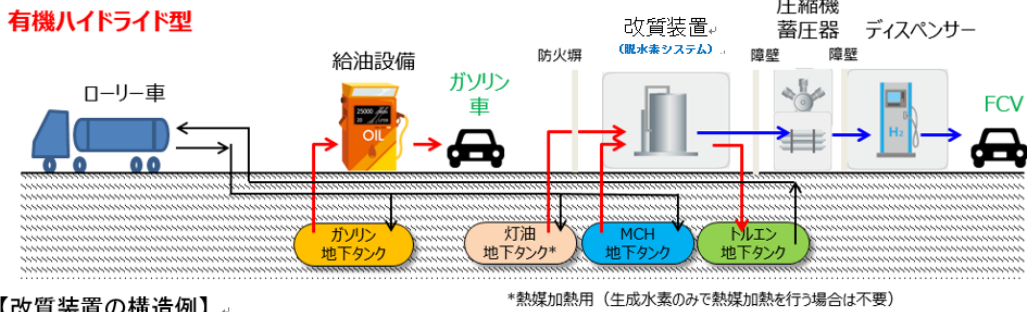 有機ハイドライド型
圧縮機
蓄圧器
ディスペンサー
改質装置
(脱水素システム)
防火塀
障壁
障壁
給油設備
ローリー車
ガソリン
車
FCV
OIL
H₂
ガソリン
地下タンク
灯油
地下タンク*
MCH
地下タンク
トルエン
地下タンク
*熱媒加熱用（生成水素のみで熱媒加熱を行う場合は不要）
【改質装置の構造例】